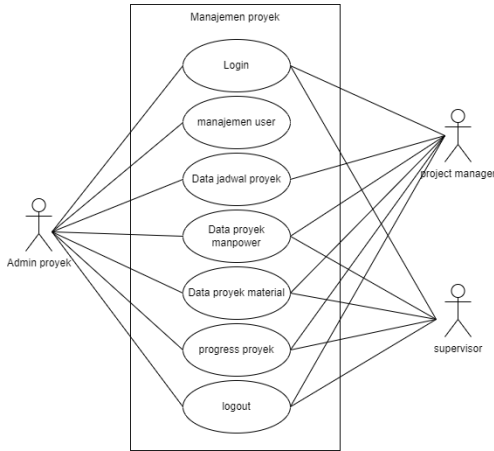 Manajemen proyek
Login
manajemen user
Data jadwal proyek
Data proyek
manpower
Data proyek material
progress proyek
logout
Admin proyek
project manager
supervisor